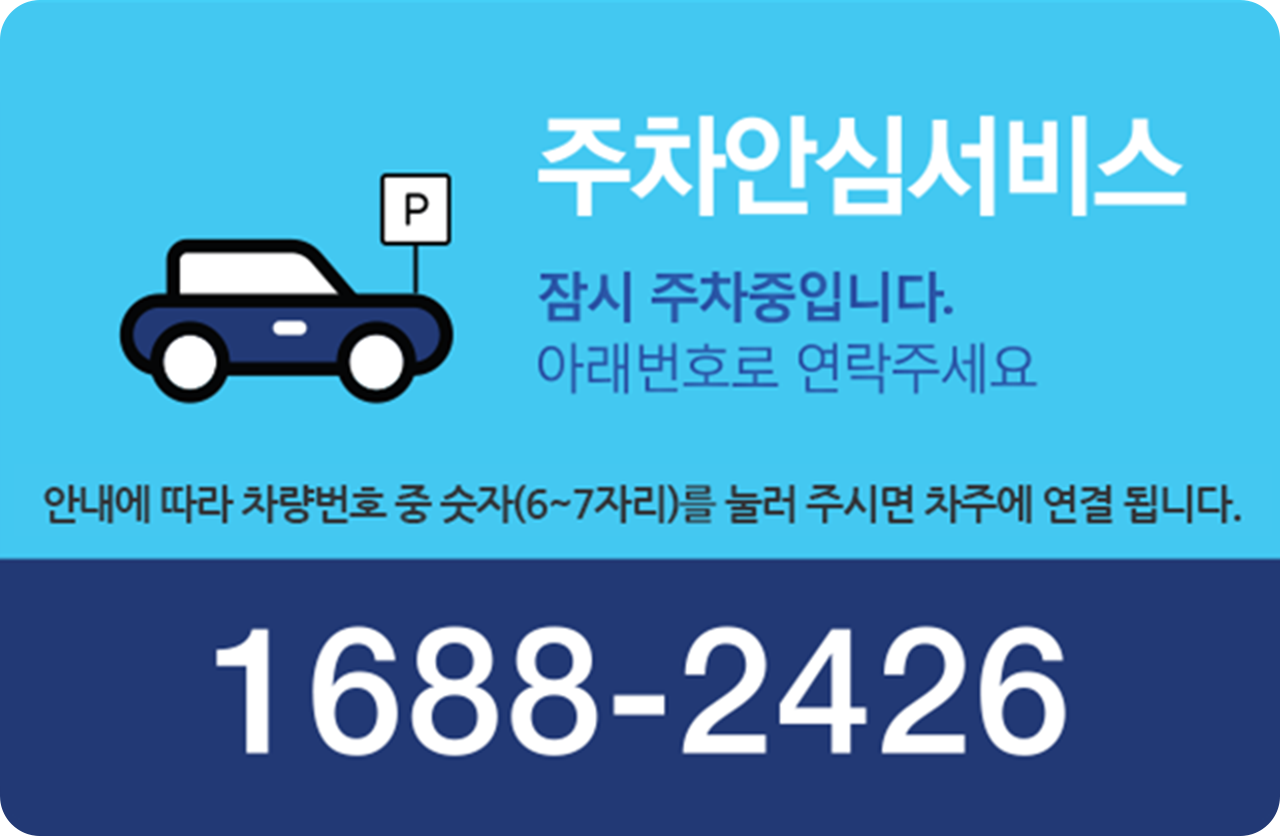 주차안심서비스
P
잠시 주차중입니다.
아래번호로 연락주세요
안내에 따라 차량번호 중 숫자(6~7자리)를 눌러 주시면 차주에 연결 됩니다.
1688-2426